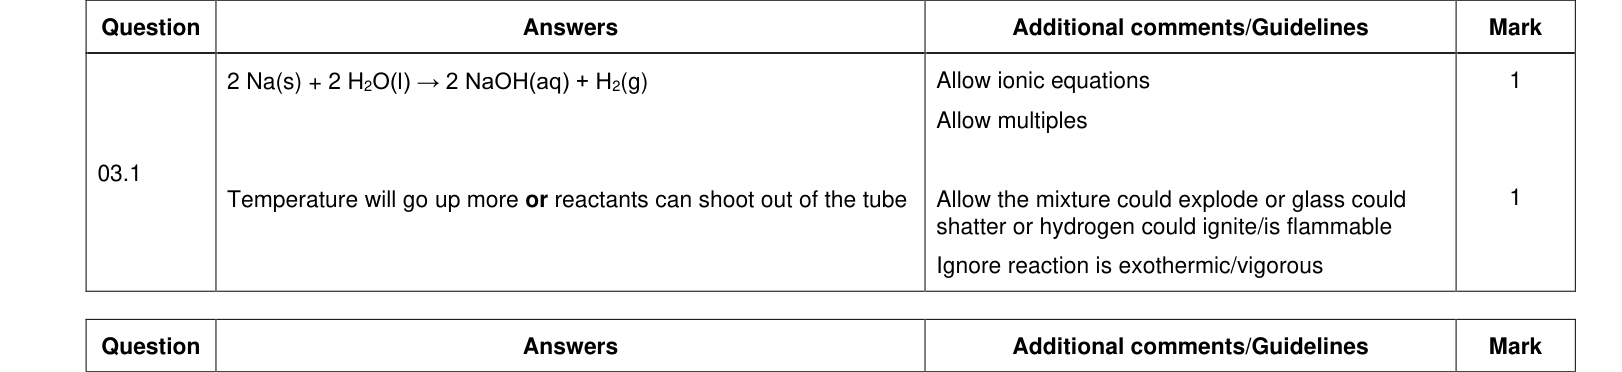 Question Answers Additional comments/Guidelines Mark
03.1
2 Na(s) + 2 H₂O(l) → 2 NaOH(aq) + H₂(g)
Allow ionic equations
1
Allow multiples
Temperature will go up more or reactants can shoot out of the tube
Allow the mixture could explode or glass could
shatter or hydrogen could ignite/is flammable
1
Ignore reaction is exothermic/vigorous
Question Answers Additional comments/Guidelines Mark